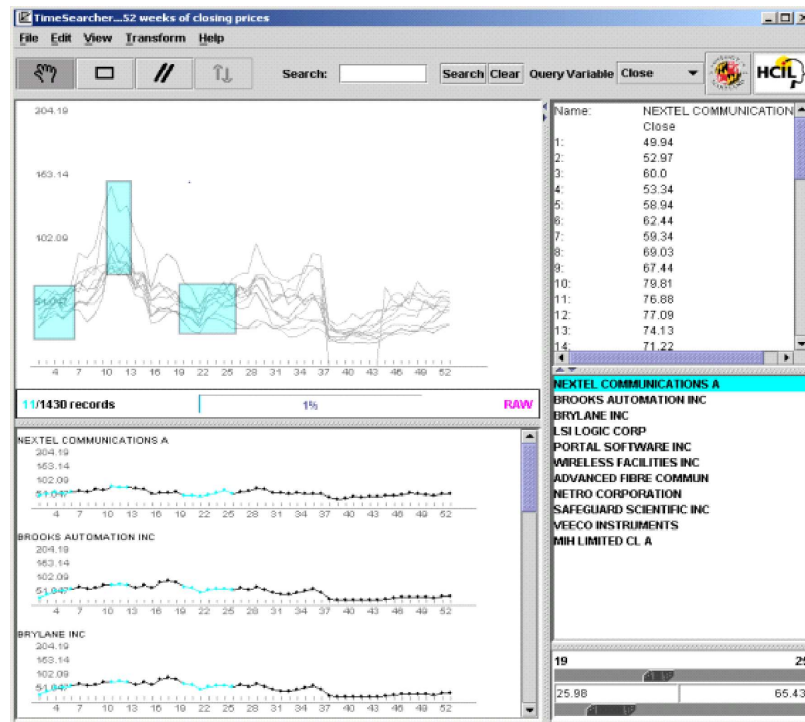 TimeSearcher...52 weeks of closing prices
File Edit View Transform Help
Search: Search Clear Query Variable Close HCIL
204.19
153.14
102.09
51.047
4 7 10 13 16 19 22 25 28 31 34 37 40 43 46 49 52
11/1430 records 1% RAW
NEXTEL COMMUNICATIONS A
204.19
153.14
102.09
51.047
4 7 10 13 16 19 22 25 28 31 34 37 40 43 46 49 52
BROOKS AUTOMATION INC
204.19
153.14
102.09
51.047
4 7 10 13 16 19 22 25 28 31 34 37 40 43 46 49 52
BRYLANE INC
204.19
153.14
102.09
51.047
4 7 10 13 16 19 22 25 28 31 34 37 40 43 46 49 52
Name: NEXTEL COMMUNICATION
Close
1: 49.94
2: 52.97
3: 60.0
4: 53.34
5: 58.94
6: 62.44
7: 59.34
8: 69.03
9: 67.44
10: 79.81
11: 76.88
12: 77.09
13: 74.13
14: 71.22
NEXTEL COMMUNICATIONS A
BROOKS AUTOMATION INC
BRYLANE INC
LSI LOGIC CORP
PORTAL SOFTWARE INC
WIRELESS FACILITIES INC
ADVANCED FIBRE COMMUN
NETRO CORPORATION
SAFEGUARD SCIENTIFIC INC
VEECO INSTRUMENTS
MIH LIMITED CL A
19 25
25.98 65.43